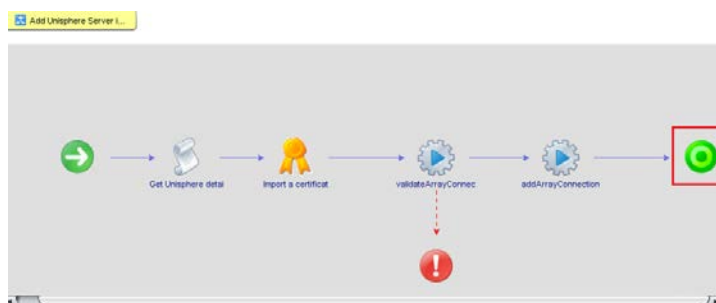 Add Unisphere Server i...
Get Unisphere detai
Import a certificat
validateArrayConnec
addArrayConnection